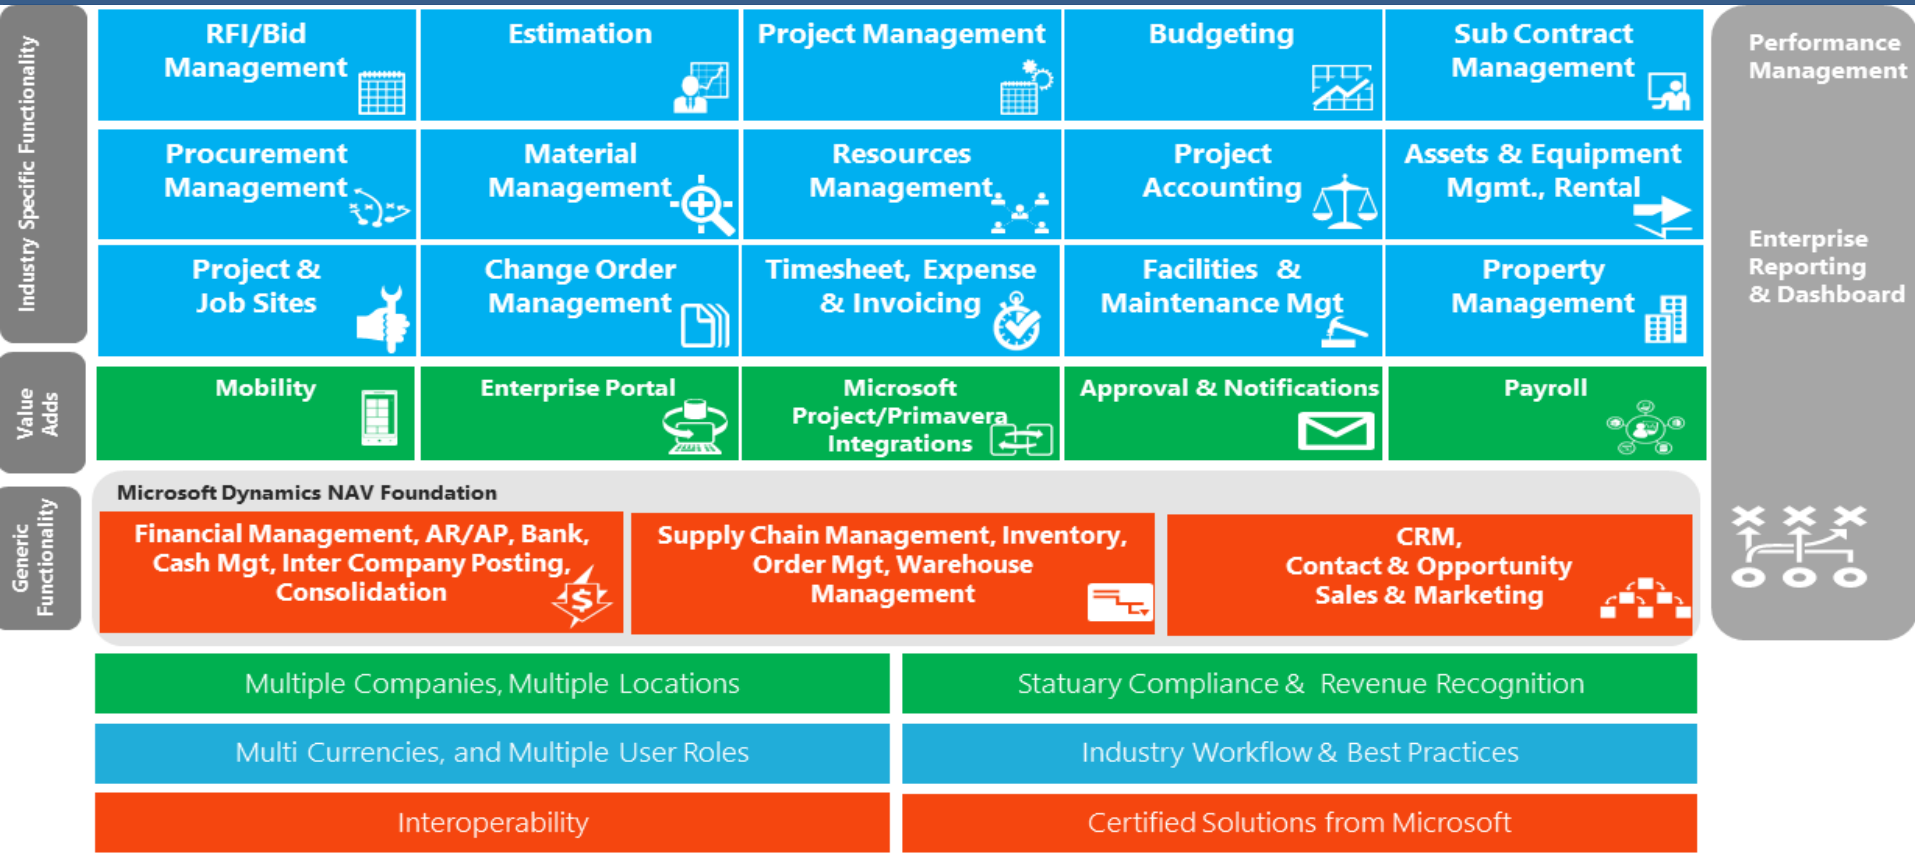 Industry Specific Functionality
RFI/Bid
Management
Estimation
Project Management
Budgeting
Sub Contract
Management
Procurement
Management
Material
Management
Resources
Management
Project
Accounting
Assets & Equipment
Mgmt., Rental
Project &
Job Sites
Change Order
Management
Timesheet, Expense
& Invoicing
Facilities &
Maintenance Mgt
Property
Management
Value
Adds
Mobility
Enterprise Portal
Microsoft
Project/Primavera
Integrations
Approval & Notifications
Payroll
Generic
Functionality
Microsoft Dynamics NAV Foundation
Financial Management, AR/AP, Bank,
Cash Mgt, Inter Company Posting,
Consolidation
$
Supply Chain Management, Inventory,
Order Mgt, Warehouse
Management
CRM,
Contact & Opportunity
Sales & Marketing
Performance
Management
Enterprise
Reporting
& Dashboard
Multiple Companies, Multiple Locations
Statuary Compliance & Revenue Recognition
Multi Currencies, and Multiple User Roles
Industry Workflow & Best Practices
Interoperability
Certified Solutions from Microsoft